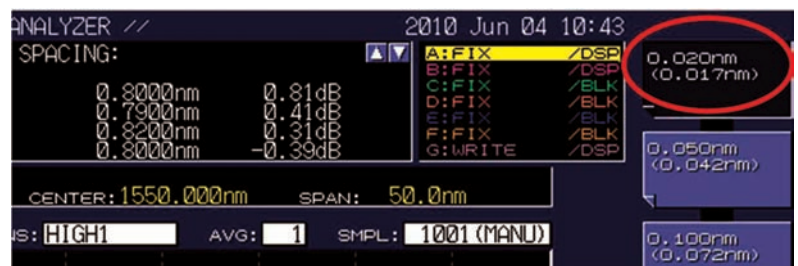 ANALYZER // 2010 Jun 04 10:43
SPACING:
0.8000nm 0.81dB
0.7900nm 0.41dB
0.8200nm 0.31dB
0.8000nm -0.39dB
A:FIX /DSP
B:FIX /DSP
C:FIX /BLK
D:FIX /BLK
E:FIX /BLK
F:FIX /BLK
G:WRITE /DSP
CENTER:1550.000nm SPAN: 50.0nm
NS: HIGH1 AVG: 1 SMPL: 1001(MANU)
0.020nm
(0.017nm)
0.050nm
(0.042nm)
0.100nm
(0.072nm)